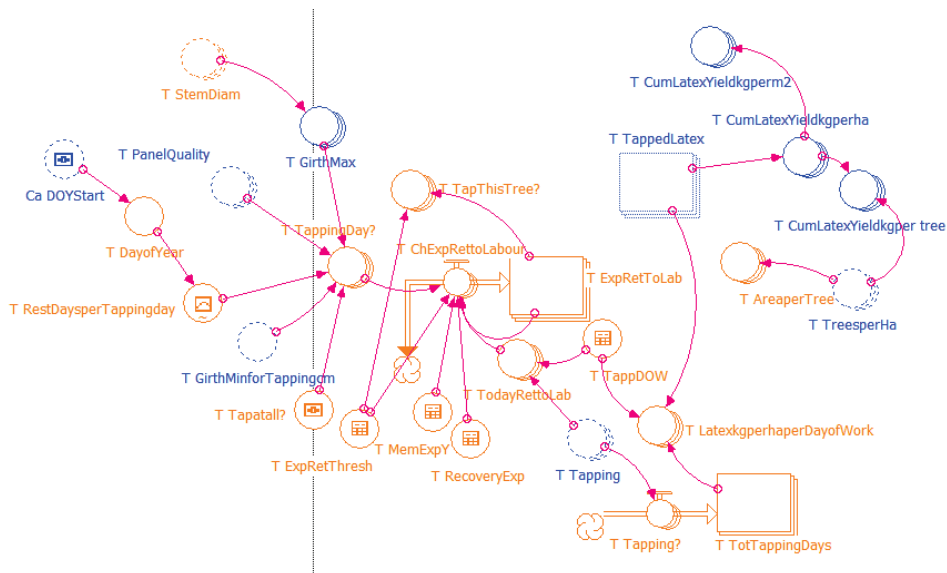 T CumLatexYieldkgperm2
T StemDiam
T CumLatexYieldkgperha
T TappedLatex
T PanelQuality
T GirthMax
Ca DOYStart
T TapThisTree?
T CumLatexYieldkgper tree
T TappingDay?
T DayofYear
ChExpRettoLabour
T ExpRetToLab
T AreaperTree
T RestDaysperTappingday
T TreesperHa
T GirthMinforTappingcm
T TappDOW
T TodayRettoLab
T Tapatall?
T LatexkgperhaperDayofWork
T MemExpY
T ExpRetThresh
T RecoveryExp
T Tapping
T Tapping?
T TotTappingDays